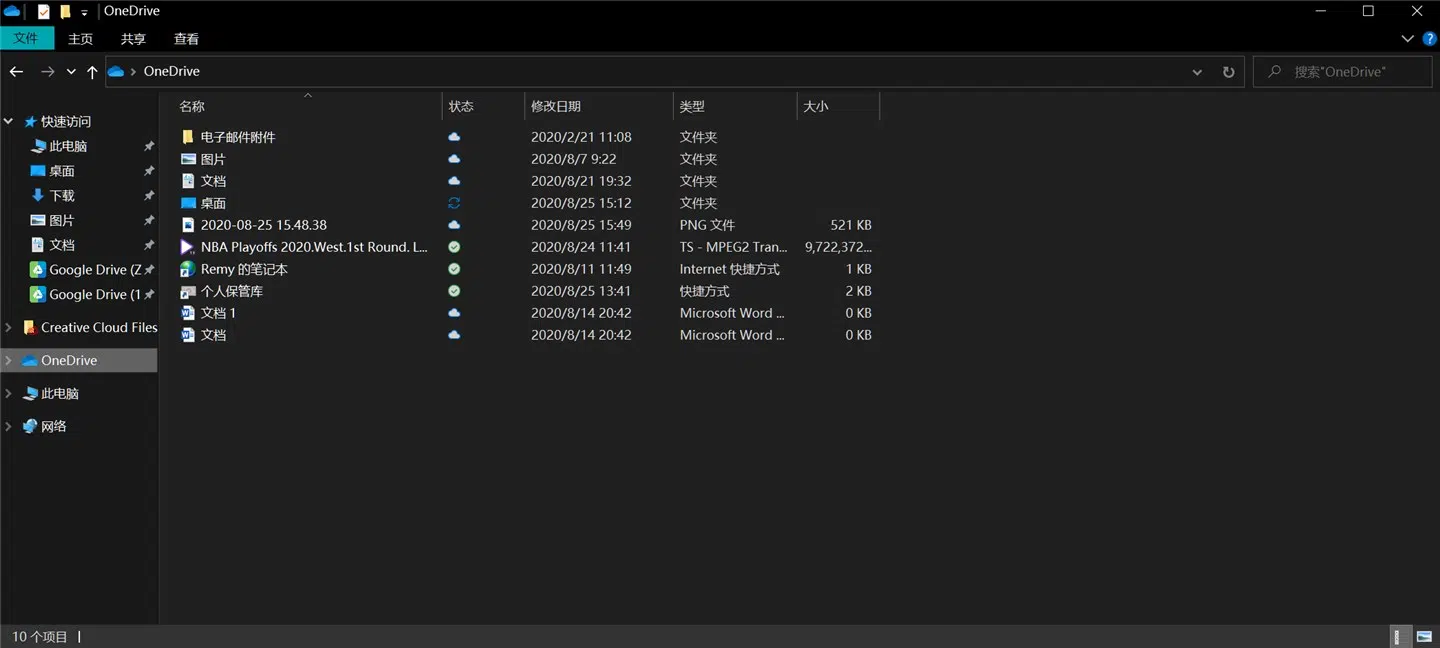 OneDrive
文件 主页 共享 查看
OneDrive 搜索"OneDrive"
名称 状态 修改日期 类型 大小
快速访问
此电脑
桌面
下载
图片
文档
Google Drive (Z
Google Drive (1
Creative Cloud Files
OneDrive
此电脑
网络
电子邮件附件 2020/2/21 11:08 文件夹
图片 2020/8/7 9:22 文件夹
文档 2020/8/21 19:32 文件夹
桌面 2020/8/25 15:12 文件夹
2020-08-25 15.48.38 2020/8/25 15:49 PNG 文件 521 KB
NBA Playoffs 2020.West.1st Round. L... 2020/8/24 11:41 TS - MPEG2 Tran... 9,722,372...
Remy 的笔记本 2020/8/11 11:49 Internet 快捷方式 1 KB
个人保管库 2020/8/25 13:41 快捷方式 2 KB
文档 1 2020/8/14 20:42 Microsoft Word ... 0 KB
文档 2020/8/14 20:42 Microsoft Word ... 0 KB
10 个项目